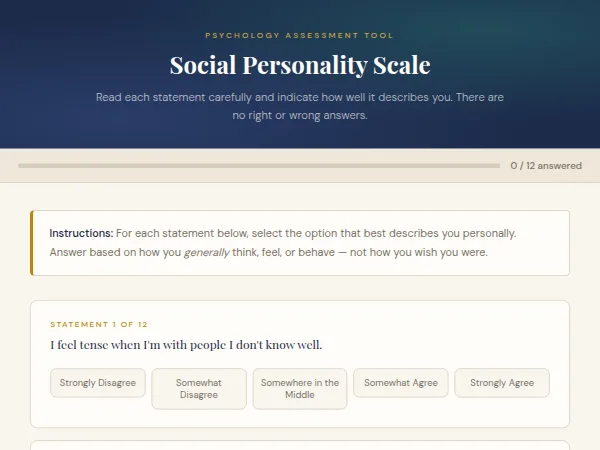 PSYCHOLOGY ASSESSMENT TOOL
Social Personality Scale
Read each statement carefully and indicate how well it describes you. There are
no right or wrong answers.
0 / 12 answered
Instructions: For each statement below, select the option that best describes you personally.
Answer based on how you generally think, feel, or behave — not how you wish you were.
STATEMENT 1 OF 12
I feel tense when I'm with people I don't know well.
Strongly Disagree
Somewhat
Disagree
Somewhere in the
Middle
Somewhat Agree
Strongly Agree